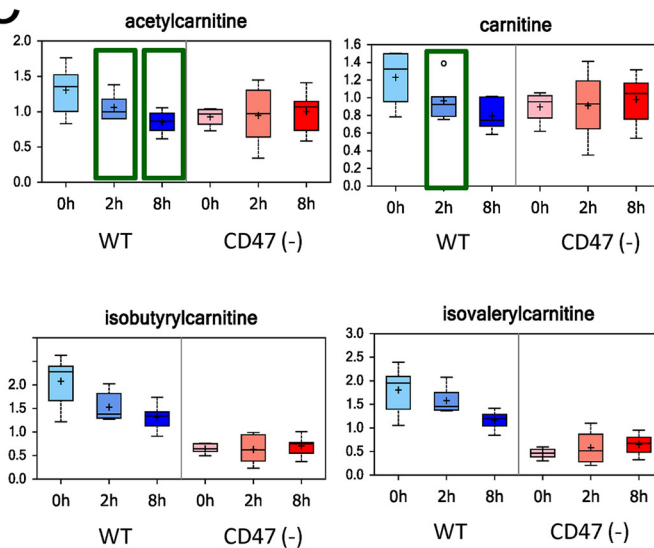 C
acetylcarnitine
2.0
1.5
1.0
0.5
0.0
0h 2h 8h 0h 2h 8h
WT CD47 (-)
carnitine
1.6
1.4
1.2
1.0
0.8
0.6
0.4
0.2
0.0
0h 2h 8h 0h 2h 8h
WT CD47 (-)
isobutyrylcarnitine
2.0
1.5
1.0
0.5
0.0
0h 2h 8h 0h 2h 8h
WT CD47 (-)
isovalerylcarnitine
3.0
2.5
2.0
1.5
1.0
0.5
0.0
0h 2h 8h 0h 2h 8h
WT CD47 (-)